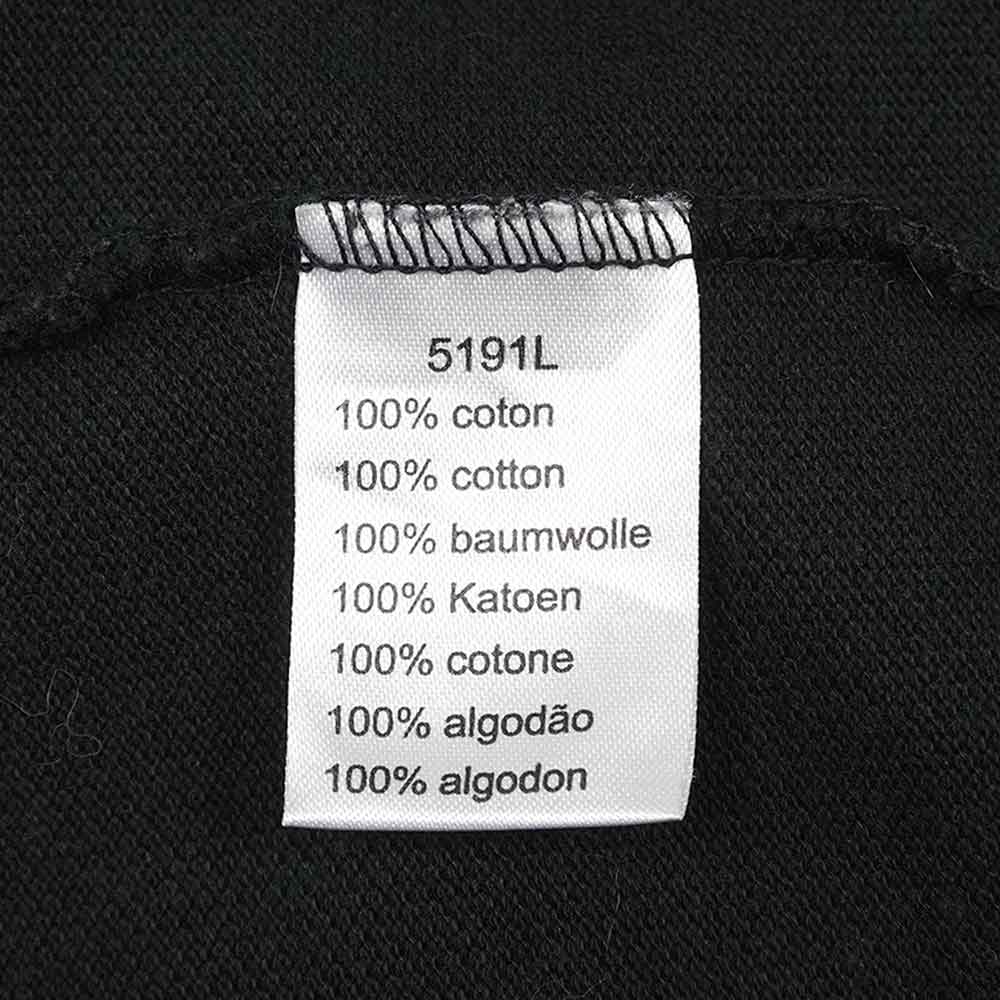 5191L
100% coton
100% cotton
100% baumwolle
100% Katoen
100% cotone
100% algodão
100% algodon